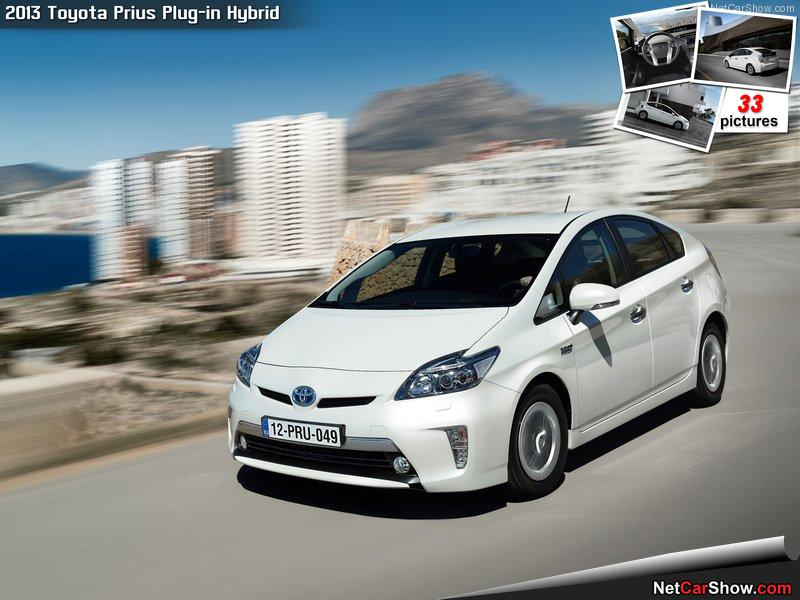 2013 Toyota Prius Plug-in Hybrid
NetCarShow.com
33
pictures
12-PRU-049
NetCarShow.com